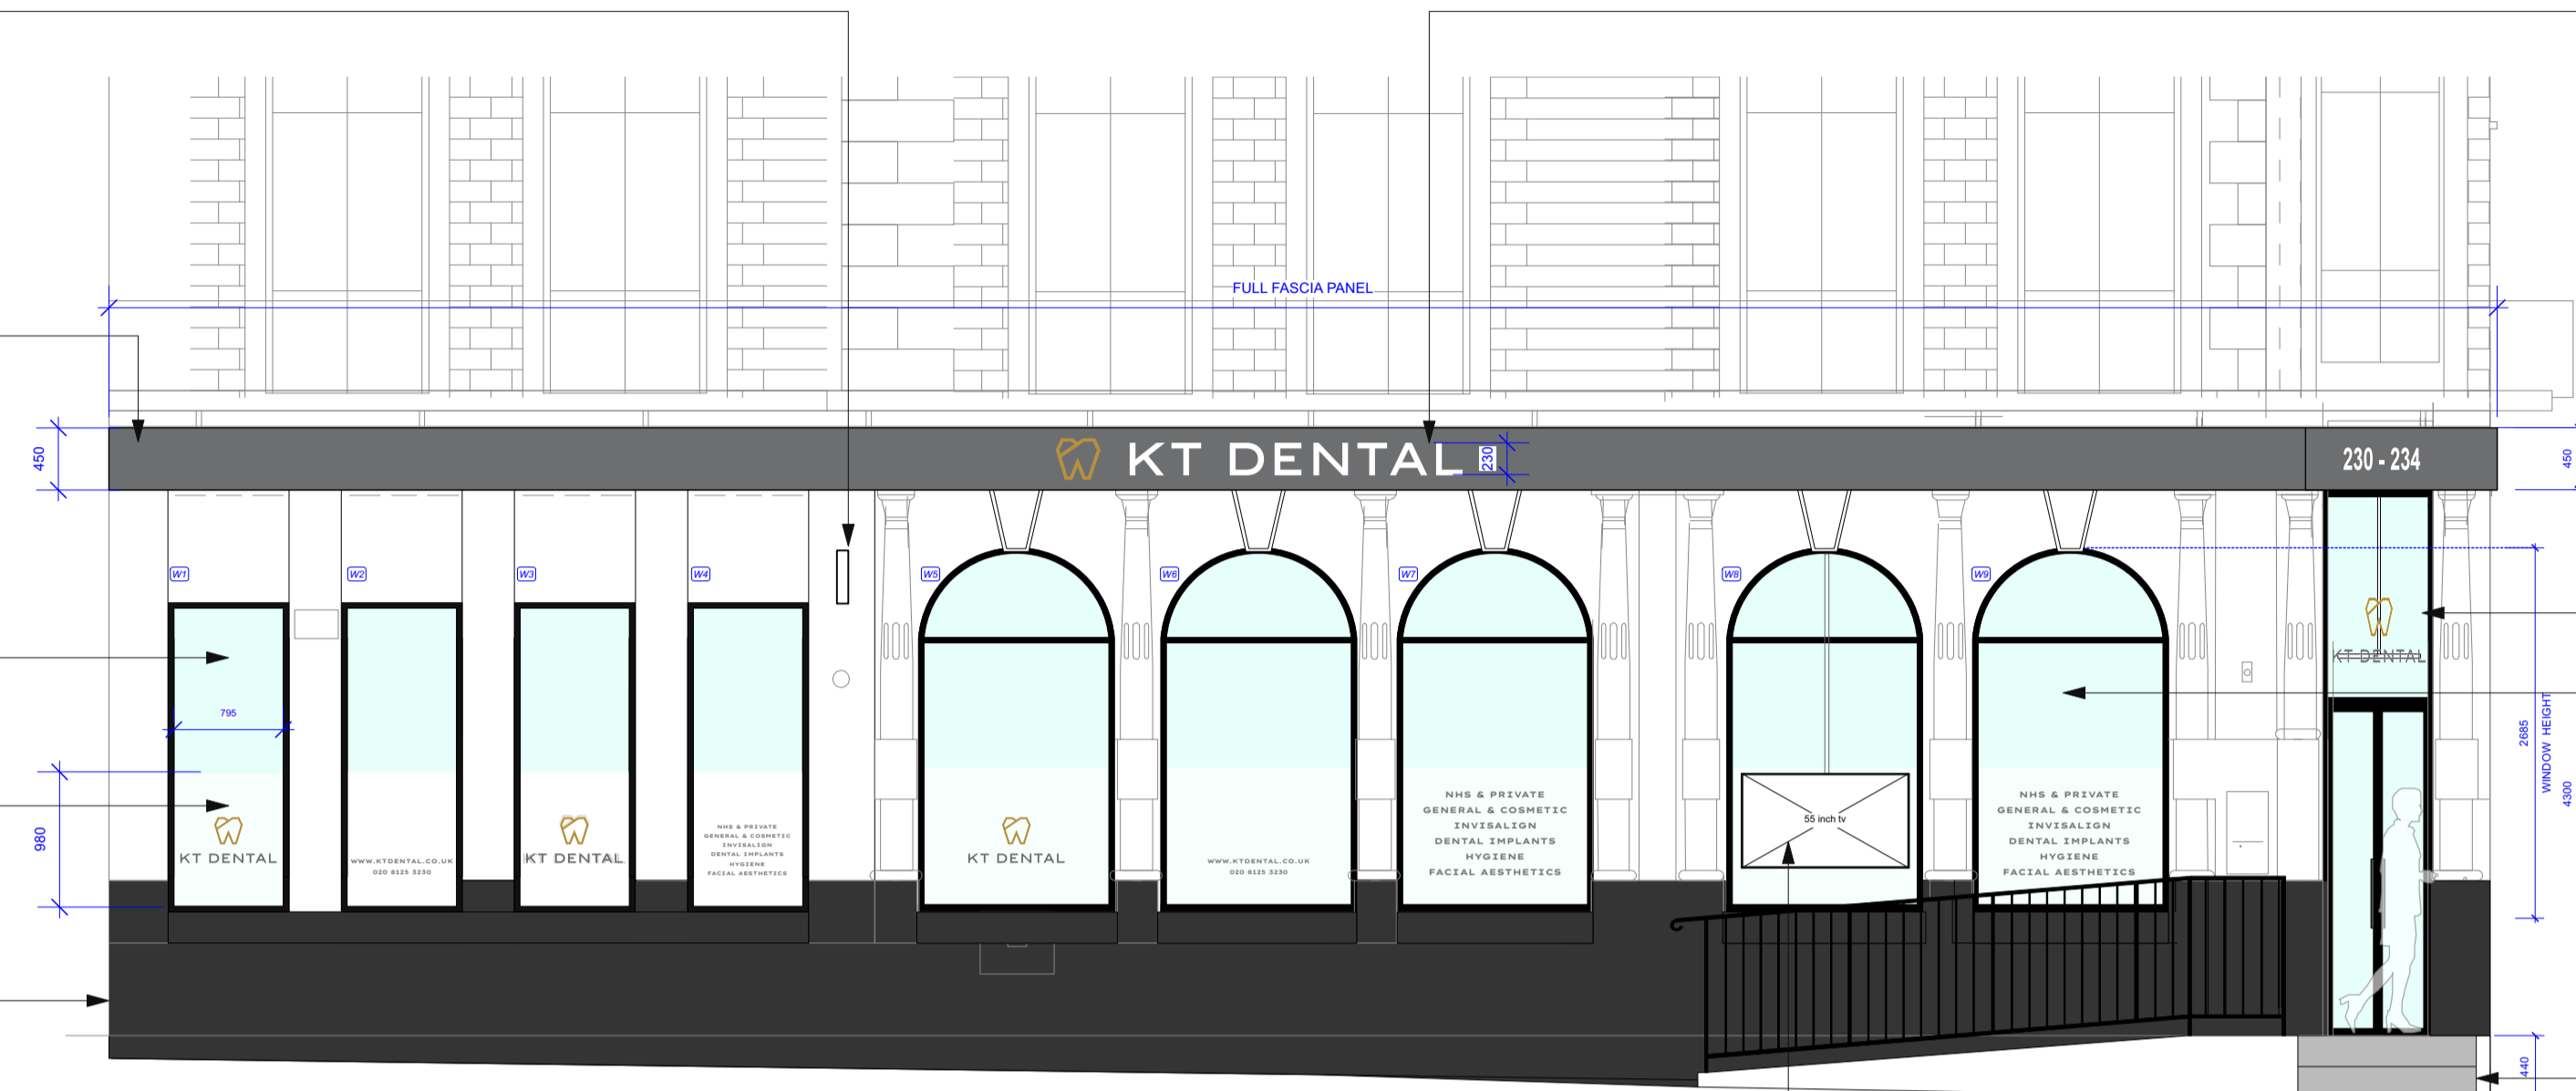 FULL FASCIA PANEL
450
KT DENTAL
230
230 - 234
450
W1
W2
W3
W4
W5
W6
W7
W8
W9
KT DENTAL
795
2685
WINDOW HEIGHT
4300
980
KT DENTAL
WWW.KTDENTAL.CO.UK
020 8125 3230
KT DENTAL
NHS & PRIVATE
GENERAL & COSMETIC
INVISALIGN
DENTAL IMPLANTS
HYGIENE
FACIAL AESTHETICS
KT DENTAL
WWW.KTDENTAL.CO.UK
020 8125 3230
NHS & PRIVATE
GENERAL & COSMETIC
INVISALIGN
DENTAL IMPLANTS
HYGIENE
FACIAL AESTHETICS
55 inch tv
NHS & PRIVATE
GENERAL & COSMETIC
INVISALIGN
DENTAL IMPLANTS
HYGIENE
FACIAL AESTHETICS
440